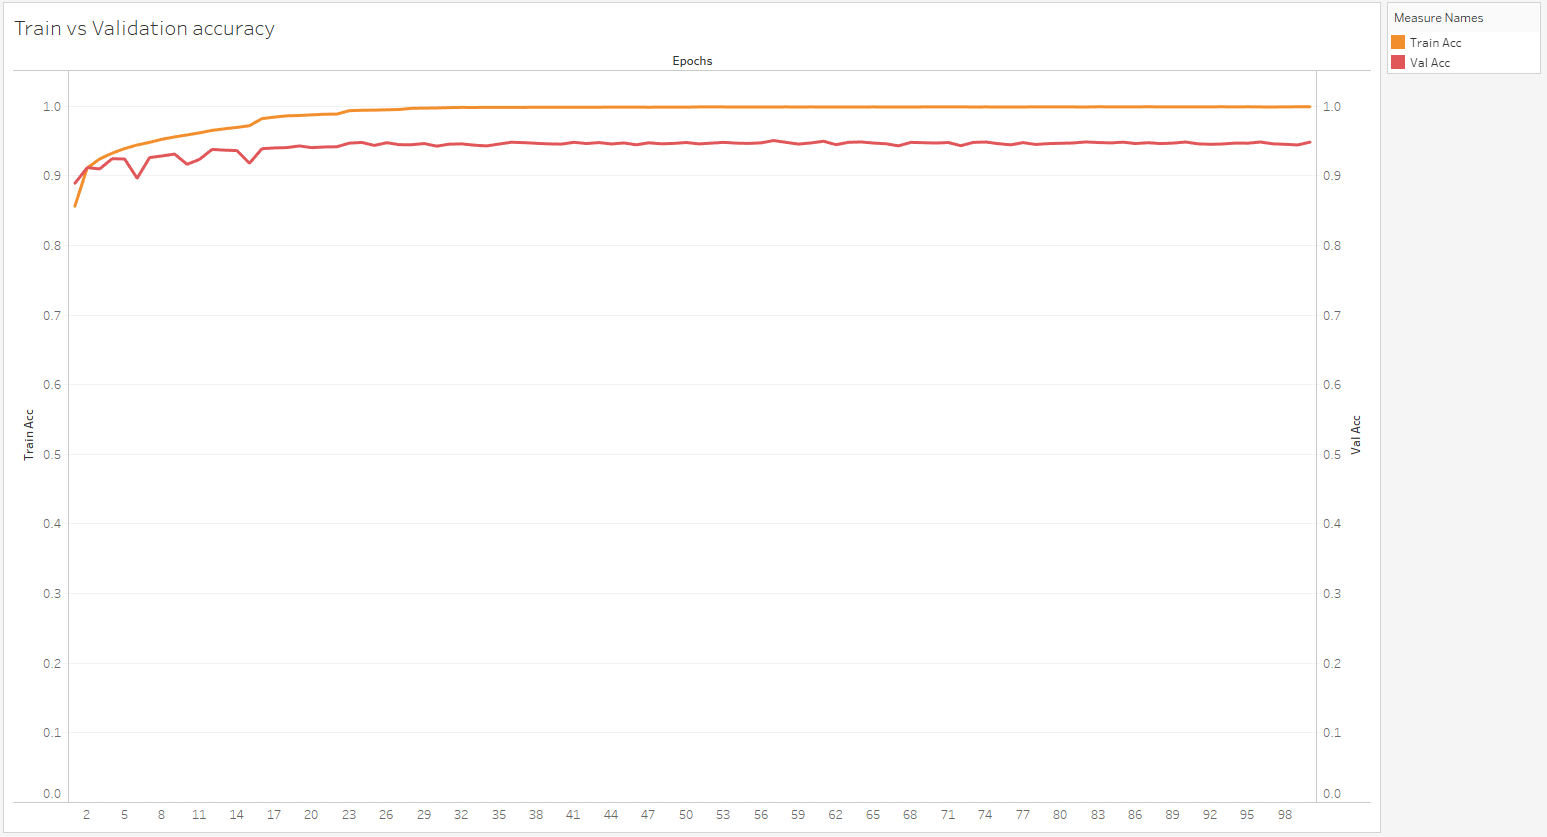 Train vs Validation accuracy
Measure Names
Train Acc
Val Acc
Epochs
1.0
0.9
0.8
0.7
0.6
0.5
0.4
0.3
0.2
0.1
0.0
Train Acc
1.0
0.9
0.8
0.7
0.6
0.5
0.4
0.3
0.2
0.1
0.0
Val Acc
2 5 8 11 14 17 20 23 26 29 32 35 38 41 44 47 50 53 56 59 62 65 68 71 74 77 80 83 86 89 92 95 98